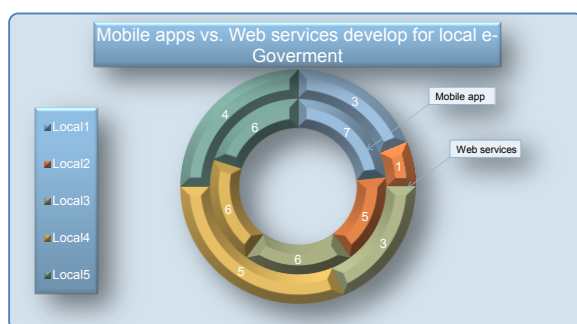 Mobile apps vs. Web services develop for local e-
Goverment
Mobile app
Web services
Local1
Local2
Local3
Local4
Local5
4
3
6
7
1
6
5
6
3
5